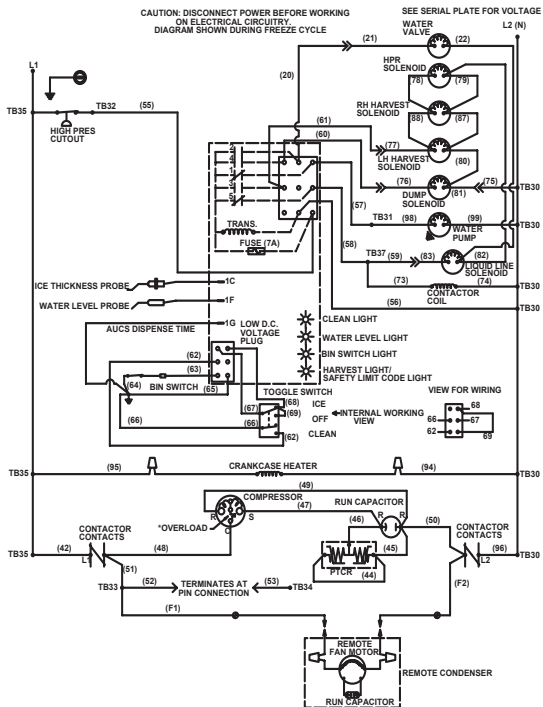 CAUTION: DISCONNECT POWER BEFORE WORKING
ON ELECTRICAL CIRCUITRY.
DIAGRAM SHOWN DURING FREEZE CYCLE
SEE SERIAL PLATE FOR VOLTAGE
L1
L2 (N)
(21)
WATER
VALVE
(22)
(20)
HPR
SOLENOID
(78)
(79)
TB35
TB32
(55)
HIGH PRES
CUTOUT
RH HARVEST
SOLENOID
(88)
(87)
(61)
(60)
(77)
LH HARVEST
SOLENOID
(80)
(76)
DUMP
SOLENOID
(81)
(75)
TB30
(57)
TB31
(98)
WATER
PUMP
(99)
TB30
TRANS.
FUSE (7A)
(58)
TB37
(59)
(83)
LIQUID LINE
SOLENOID
(82)
(73)
CONTACTOR
COIL
(74)
TB30
(56)
TB30
ICE THICKNESS PROBE
1C
WATER LEVEL PROBE
1F
1G
AUCS DISPENSE TIME
LOW D.C.
VOLTAGE
PLUG
CLEAN LIGHT
WATER LEVEL LIGHT
BIN SWITCH LIGHT
HARVEST LIGHT/
SAFETY LIMIT CODE LIGHT
(62)
(63)
(64)
BIN SWITCH
(65)
(66)
TOGGLE SWITCH
(68)
(67)
(69)
(66)
(62)
ICE
OFF
CLEAN
INTERNAL WORKING
VIEW
VIEW FOR WIRING
68
66
67
62
69
TB35
(95)
CRANKCASE HEATER
(94)
TB30
(49)
COMPRESSOR
(47)
RUN CAPACITOR
R
S
C
*OVERLOAD
R
R
(46)
(50)
(45)
PTCR
(44)
CONTACTOR
CONTACTS
TB35
(42)
L1
(48)
CONTACTOR
CONTACTS
L2
(96)
TB30
(51)
TB33
(52)
TERMINATES AT
PIN CONNECTION
(53)
TB34
(F1)
(F2)
REMOTE
FAN MOTOR
REMOTE CONDENSER
RUN CAPACITOR